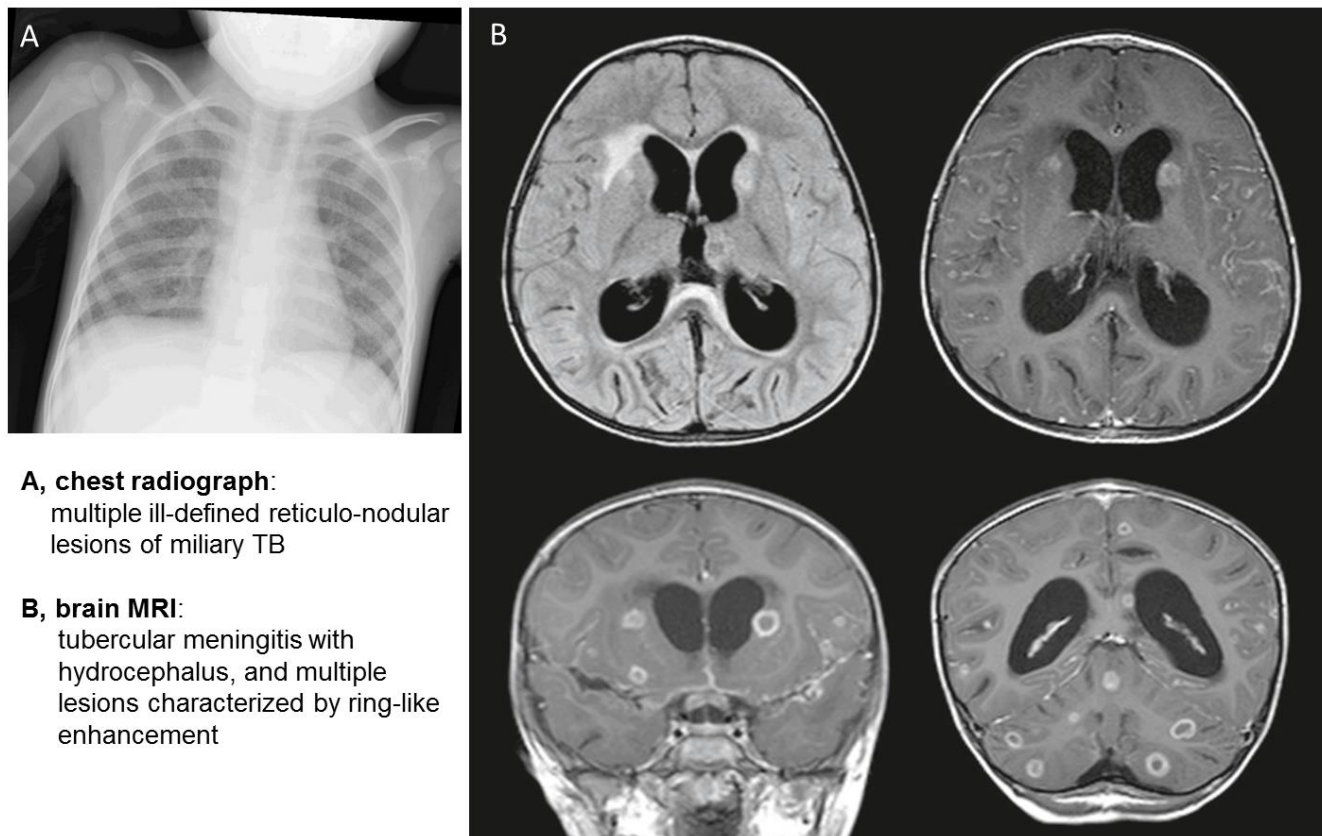 A
B
A, chest radiograph:
multiple ill-defined reticulo-nodular
lesions of miliary TB
B, brain MRI:
tubercular meningitis with
hydrocephalus, and multiple
lesions characterized by ring-like
enhancement